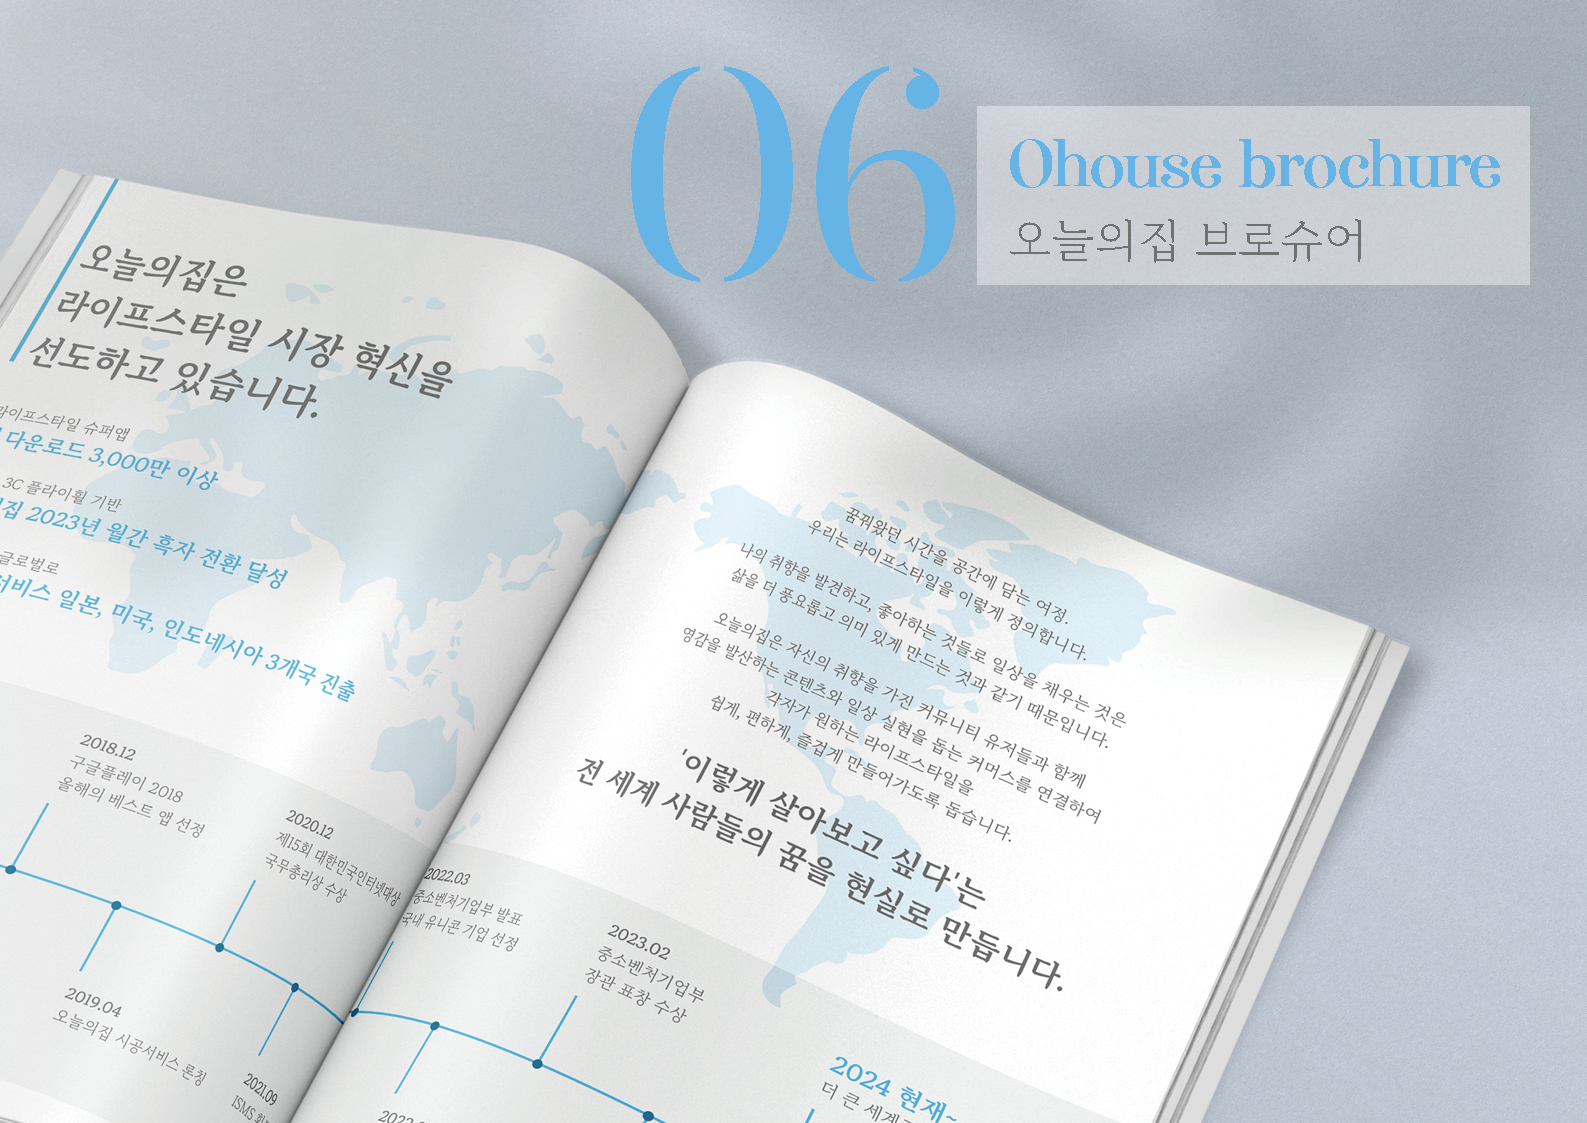 06
Ohouse brochure
오늘의집 브로슈어
오늘의집은
라이프스타일 시장 혁신을
선도하고 있습니다.
라이프스타일 슈퍼앱
다운로드 3,000만 이상
3C 플라이휠 기반
집 2023년 월간 흑자 전환 달성
글로벌로
서비스 일본, 미국, 인도네시아 3개국 진출
2018.12
구글플레이 2018
올해의 베스트 앱 선정
2020.12
제15회 대한민국인터넷대상
국무총리상 수상
2019.04
오늘의집 시공서비스 론칭
2021.09
ISMS
꿈꿔왔던 시간을 공간에 담는 여정.
우리는 라이프스타일을 이렇게 정의합니다.
나의 취향을 발견하고, 좋아하는 것들로 일상을 채우는 것은
삶을 더 풍요롭고 의미 있게 만드는 것과 같기 때문입니다.
오늘의집은 자신의 취향을 가진 커뮤니티 유저들과 함께
영감을 발산하는 콘텐츠와 일상 실현을 돕는 커머스를 연결하여
각자가 원하는 라이프스타일을
쉽게, 편하게, 즐겁게 만들어가도록 돕습니다.
'이렇게 살아보고 싶다'는
전 세계 사람들의 꿈을 현실로 만듭니다.
2022.03
중소벤처기업부 발표
국내 유니콘 기업 선정
2023.02
중소벤처기업부
장관 표창 수상
2024 현재~
더 큰 세계